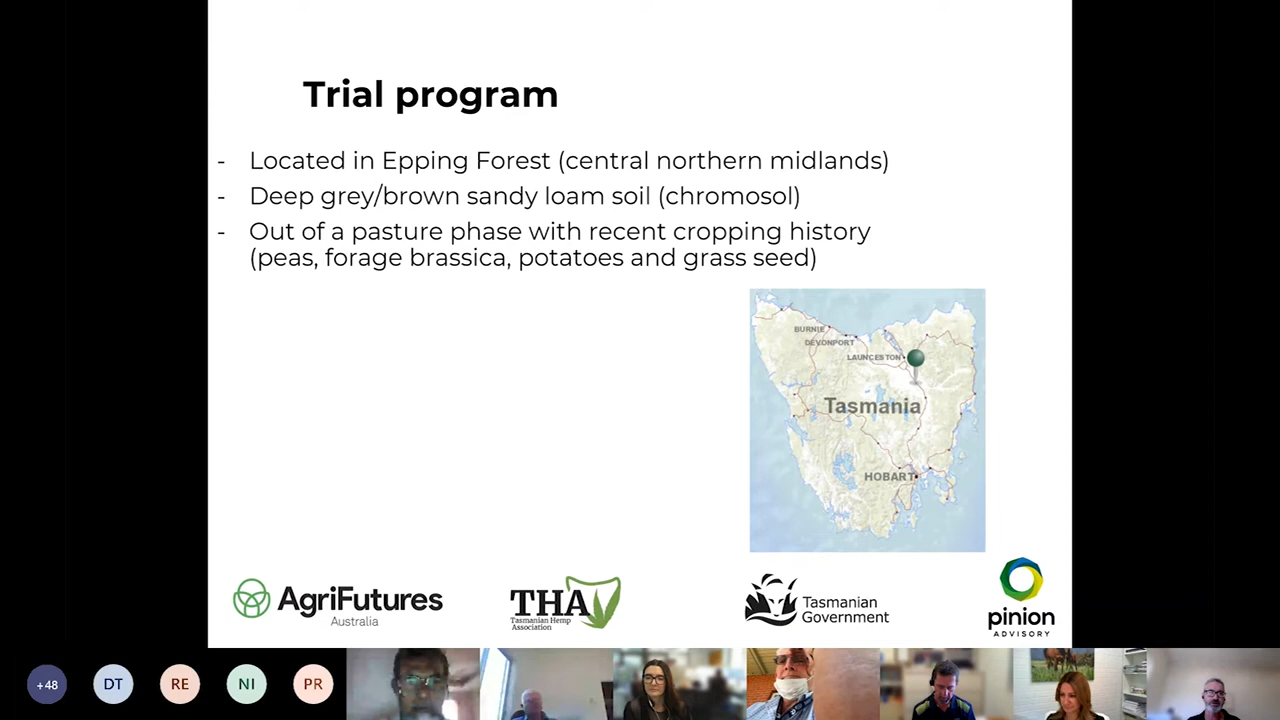 Trial program
- Located in Epping Forest (central northern midlands)
- Deep grey/brown sandy loam soil (chromosol)
- Out of a pasture phase with recent cropping history
(peas, forage brassica, potatoes and grass seed)
BURNIE
DEVONPORT
LAUNCESTON
Tasmania
HOBART
AgriFutures
Australia
THA
Tasmanian Hemp
Association
Tasmanian
Government
pinion
ADVISORY
+48 DT RE NI PR